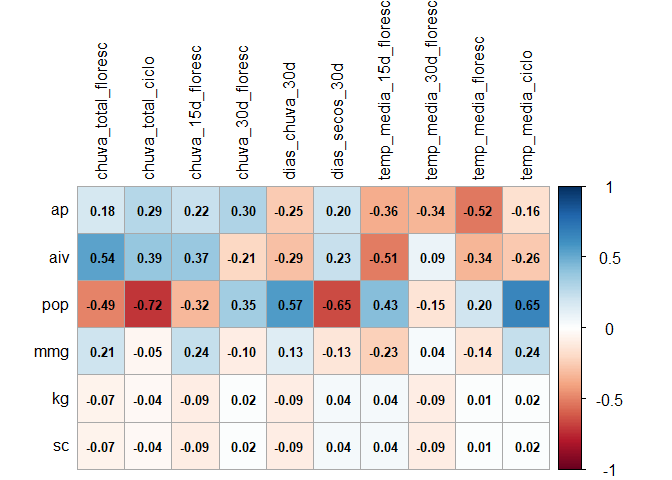 chuva_total_floresc
chuva_total_ciclo
chuva_15d_floresc
chuva_30d_floresc
dias_chuva_30d
dias_secos_30d
temp_media_15d_floresc
temp_media_30d_floresc
temp_media_floresc
temp_media_ciclo
ap 0.18 0.29 0.22 0.30 -0.25 0.20 -0.36 -0.34 -0.52 -0.16
aiv 0.54 0.39 0.37 -0.21 -0.29 0.23 -0.51 0.09 -0.34 -0.26
pop -0.49 -0.72 -0.32 0.35 0.57 -0.65 0.43 -0.15 0.20 0.65
mmg 0.21 -0.05 0.24 -0.10 0.13 -0.13 -0.23 0.04 -0.14 0.24
kg -0.07 -0.04 -0.09 0.02 -0.09 0.04 0.04 -0.09 0.01 0.02
sc -0.07 -0.04 -0.09 0.02 -0.09 0.04 0.04 -0.09 0.01 0.02
1
0.5
0
-0.5
-1